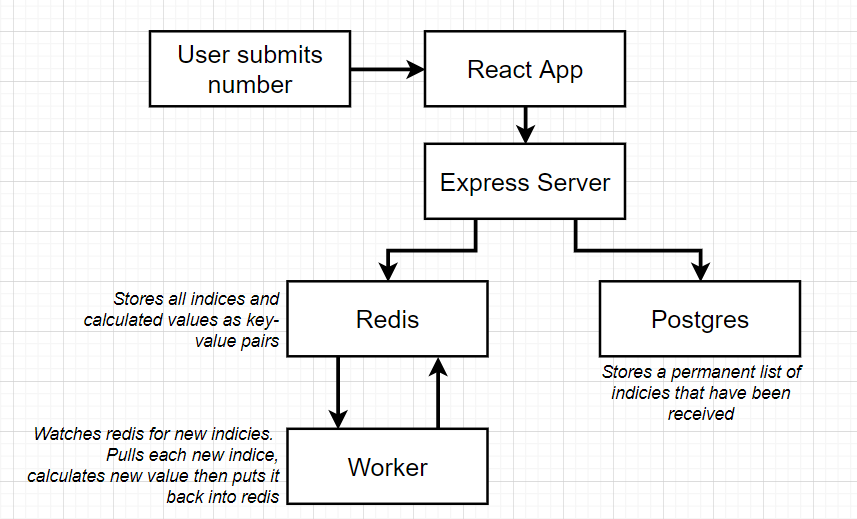 User submits
number
React App
Express Server
Stores all indices and
calculated values as key-
value pairs
Redis
Postgres
Stores a permanent list of
indicies that have been
received
Watches redis for new indicies.
Pulls each new indice,
calculates new value then puts it
back into redis
Worker